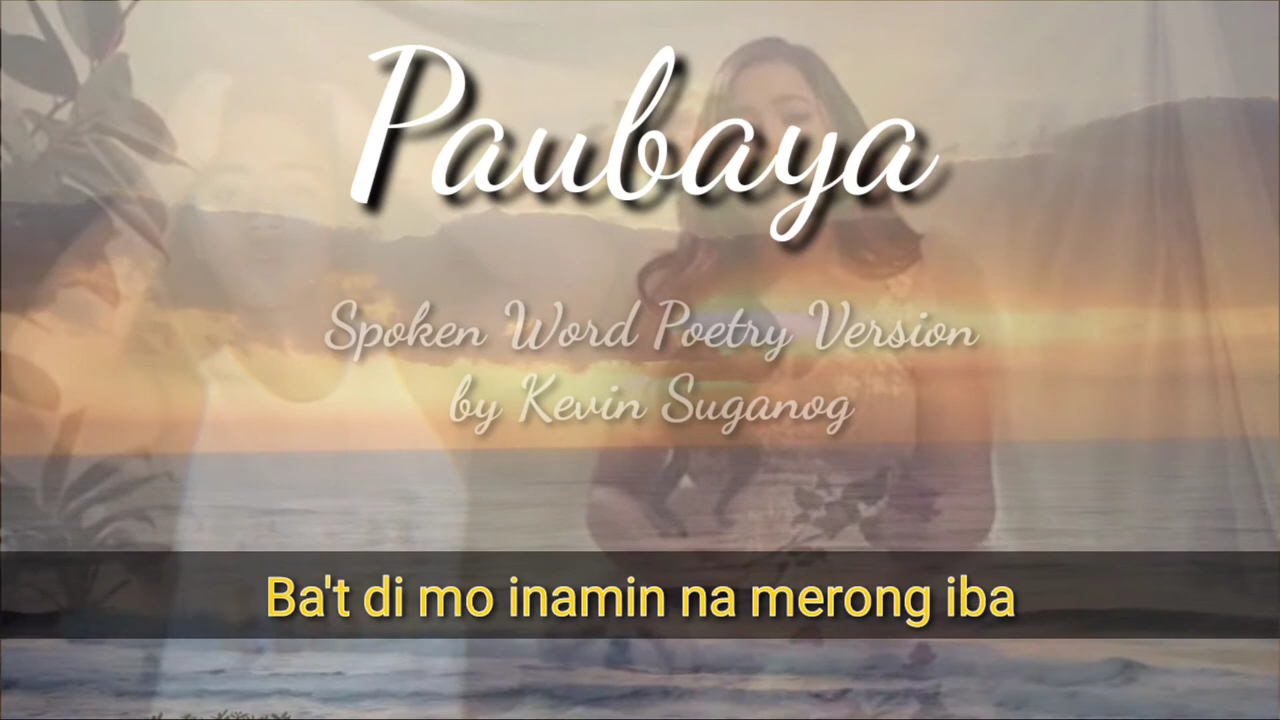 Paubaya
Spoken Word Poetry Version
by Kevin Suganog
Ba't di mo inamin na merong iba